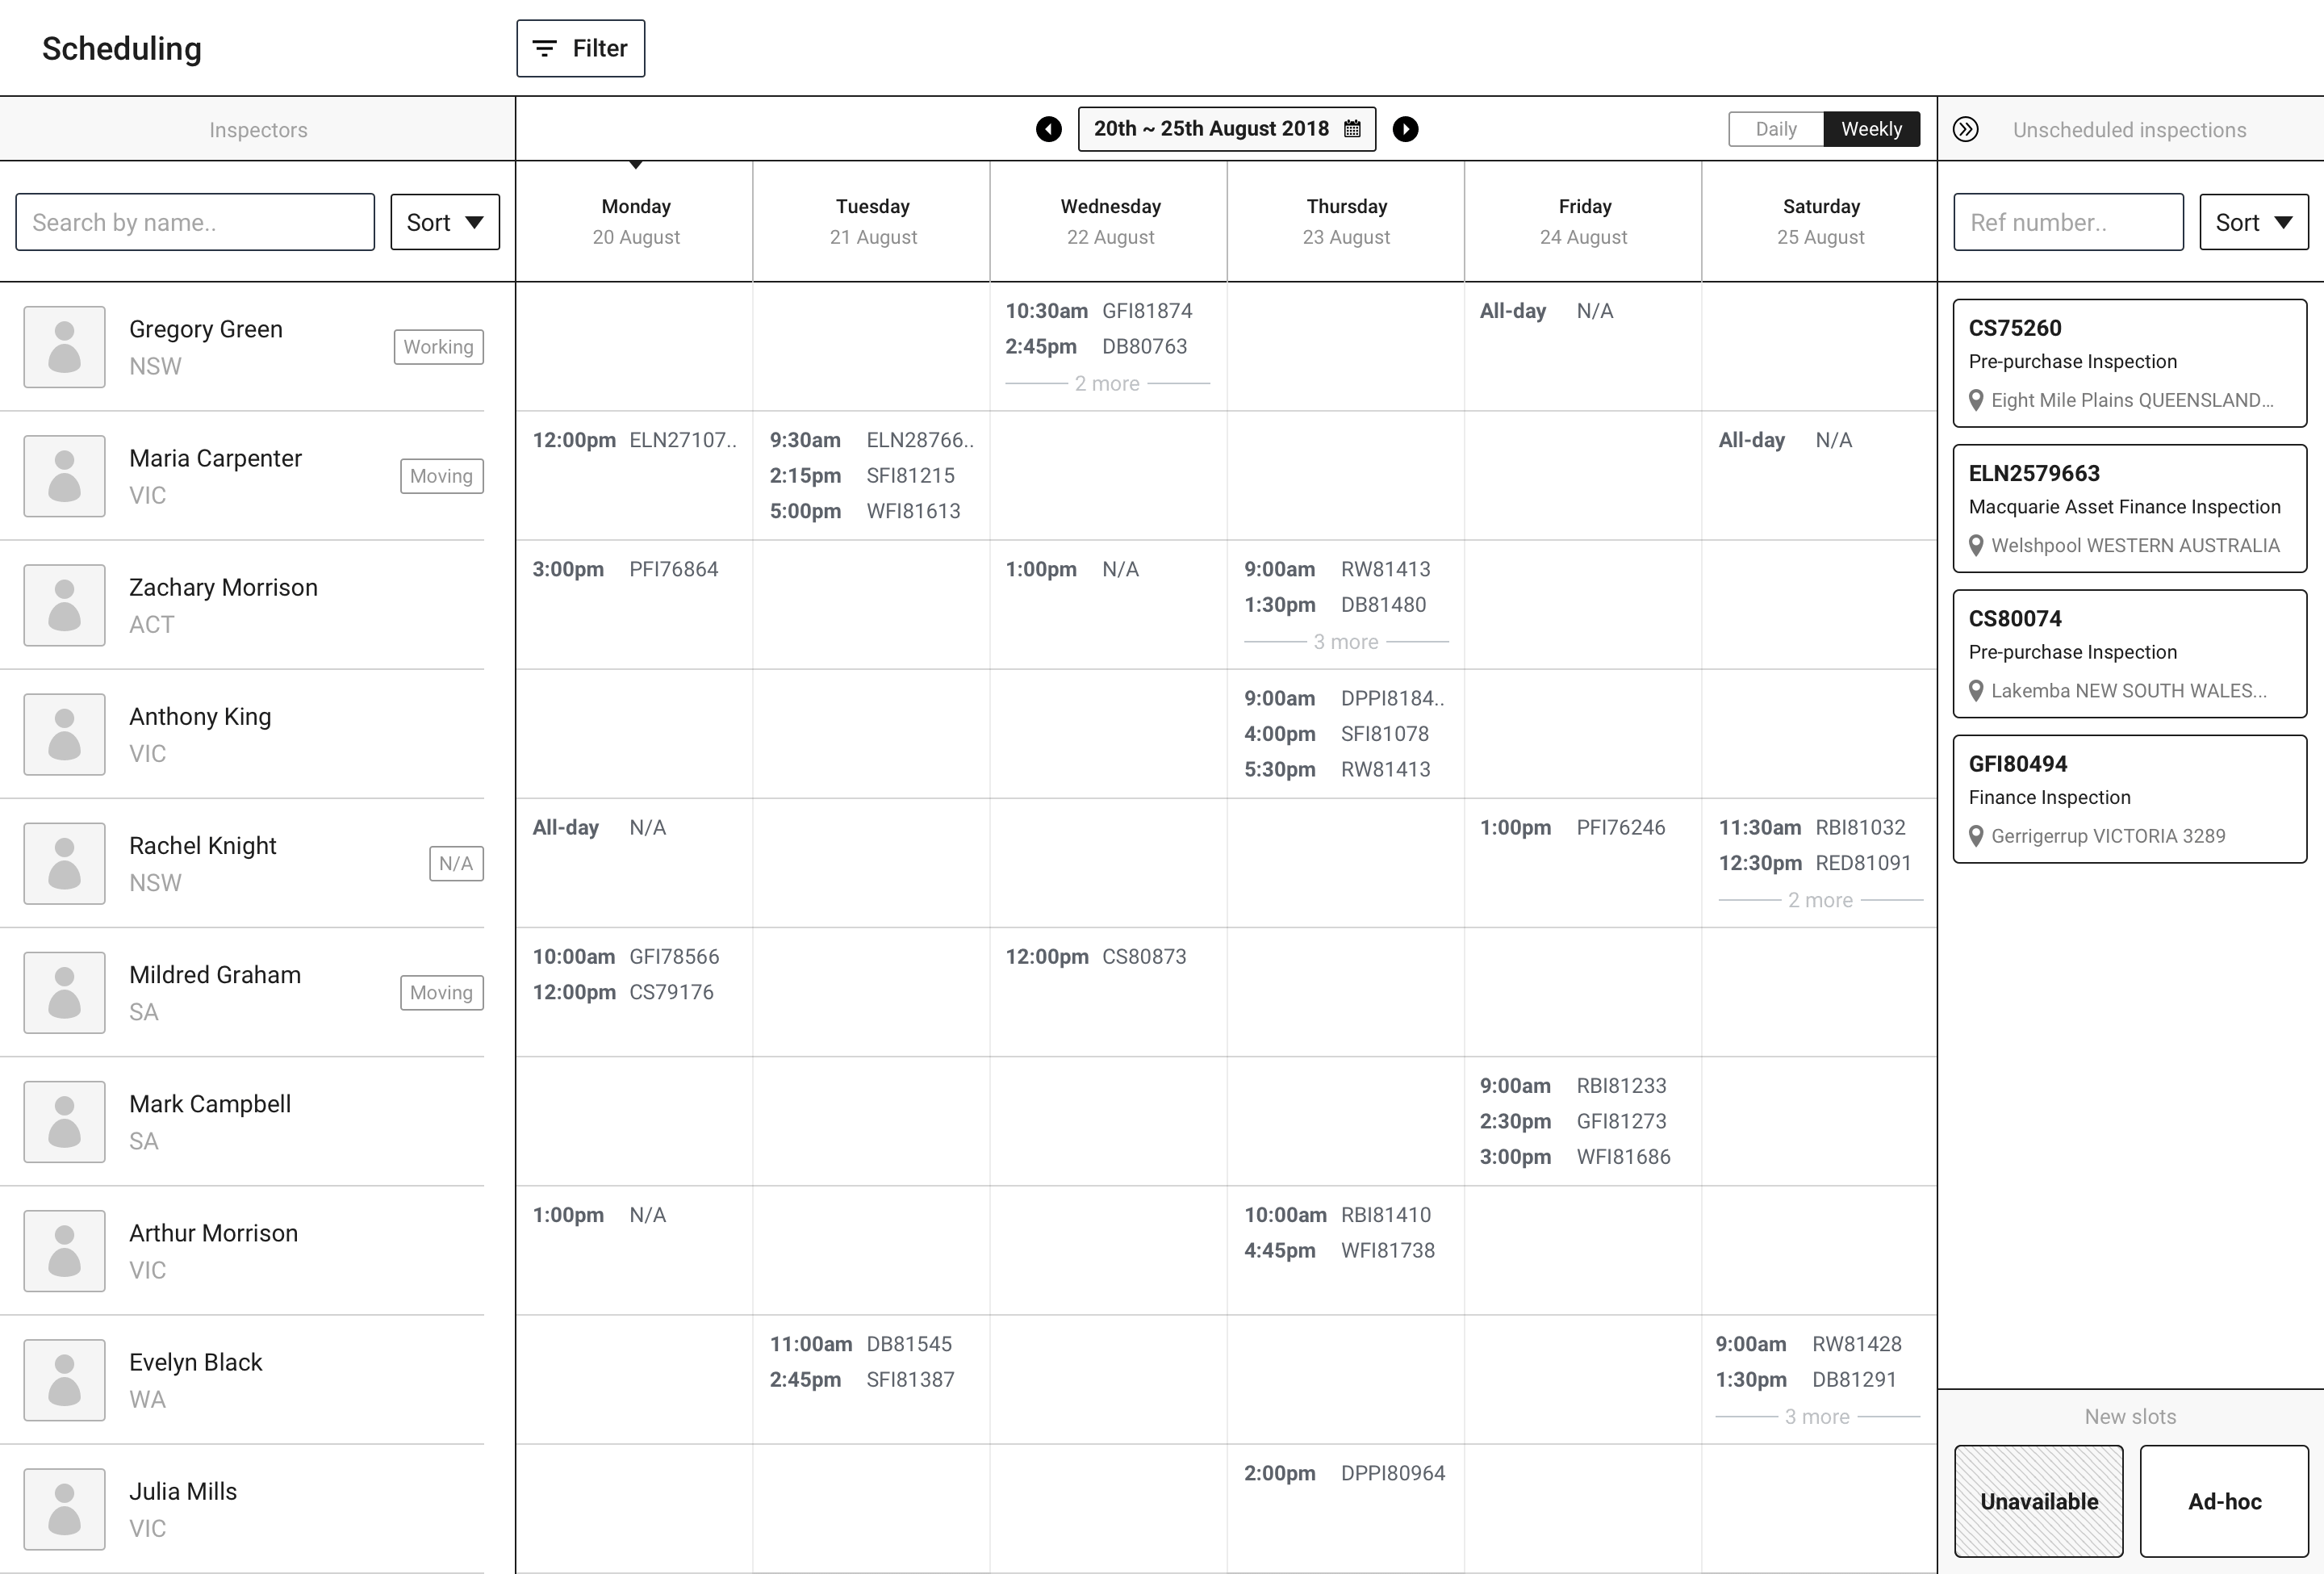 Scheduling
Filter
Inspectors
20th ~ 25th August 2018
Daily
Weekly
Unscheduled inspections
Search by name..
Sort
Monday
20 August
Tuesday
21 August
Wednesday
22 August
Thursday
23 August
Friday
24 August
Saturday
25 August
Ref number..
Sort
Gregory Green
NSW
Working
10:30am GFI81874
2:45pm DB80763
2 more
All-day N/A
Maria Carpenter
VIC
Moving
12:00pm ELN27107..
9:30am ELN28766..
2:15pm SFI81215
5:00pm WFI81613
All-day N/A
Zachary Morrison
ACT
3:00pm PFI76864
1:00pm N/A
9:00am RW81413
1:30pm DB81480
3 more
Anthony King
VIC
9:00am DPPI8184..
4:00pm SFI81078
5:30pm RW81413
Rachel Knight
NSW
N/A
All-day N/A
1:00pm PFI76246
11:30am RBI81032
12:30pm RED81091
2 more
Mildred Graham
SA
Moving
10:00am GFI78566
12:00pm CS79176
12:00pm CS80873
Mark Campbell
SA
9:00am RBI81233
2:30pm GFI81273
3:00pm WFI81686
Arthur Morrison
VIC
1:00pm N/A
10:00am RBI81410
4:45pm WFI81738
Evelyn Black
WA
11:00am DB81545
2:45pm SFI81387
9:00am RW81428
1:30pm DB81291
3 more
Julia Mills
VIC
2:00pm DPPI80964
CS75260
Pre-purchase Inspection
Eight Mile Plains QUEENSLAND...
ELN2579663
Macquarie Asset Finance Inspection
Welshpool WESTERN AUSTRALIA
CS80074
Pre-purchase Inspection
Lakemba NEW SOUTH WALES...
GFI80494
Finance Inspection
Gerrigerrup VICTORIA 3289
New slots
Unavailable
Ad-hoc